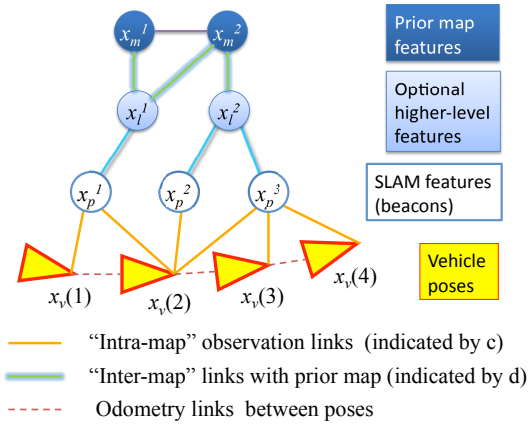 x_m^1
x_m^2
Prior map
features
x_l^1
x_l^2
Optional
higher-level
features
x_p^1
x_p^2
x_p^3
SLAM features
(beacons)
x_v(1)
x_v(2)
x_v(3)
x_v(4)
Vehicle
poses
“Intra-map” observation links (indicated by c)
“Inter-map” links with prior map (indicated by d)
Odometry links between poses